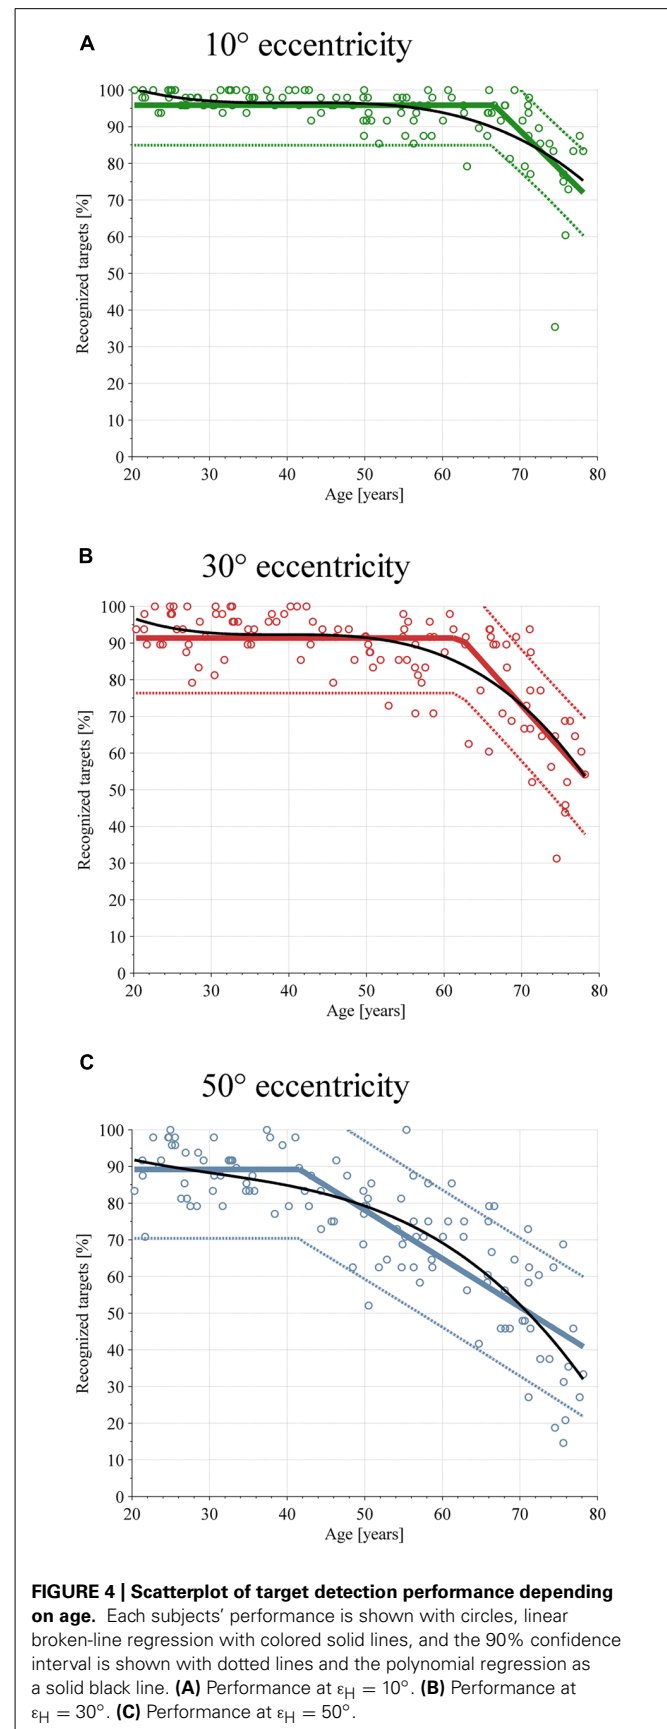 A
10° eccentricity
100
90
80
70
60
50
40
30
20
10
0
Recognized targets [%]
20 30 40 50 60 70 80
Age [years]
B
30° eccentricity
100
90
80
70
60
50
40
30
20
10
0
Recognized targets [%]
20 30 40 50 60 70 80
Age [years]
C
50° eccentricity
100
90
80
70
60
50
40
30
20
10
0
Recognized targets [%]
20 30 40 50 60 70 80
Age [years]
FIGURE 4 | Scatterplot of target detection performance depending
on age. Each subjects' performance is shown with circles, linear
broken-line regression with colored solid lines, and the 90% confidence
interval is shown with dotted lines and the polynomial regression as
a solid black line. (A) Performance at εH = 10°. (B) Performance at
εH = 30°. (C) Performance at εH = 50°.